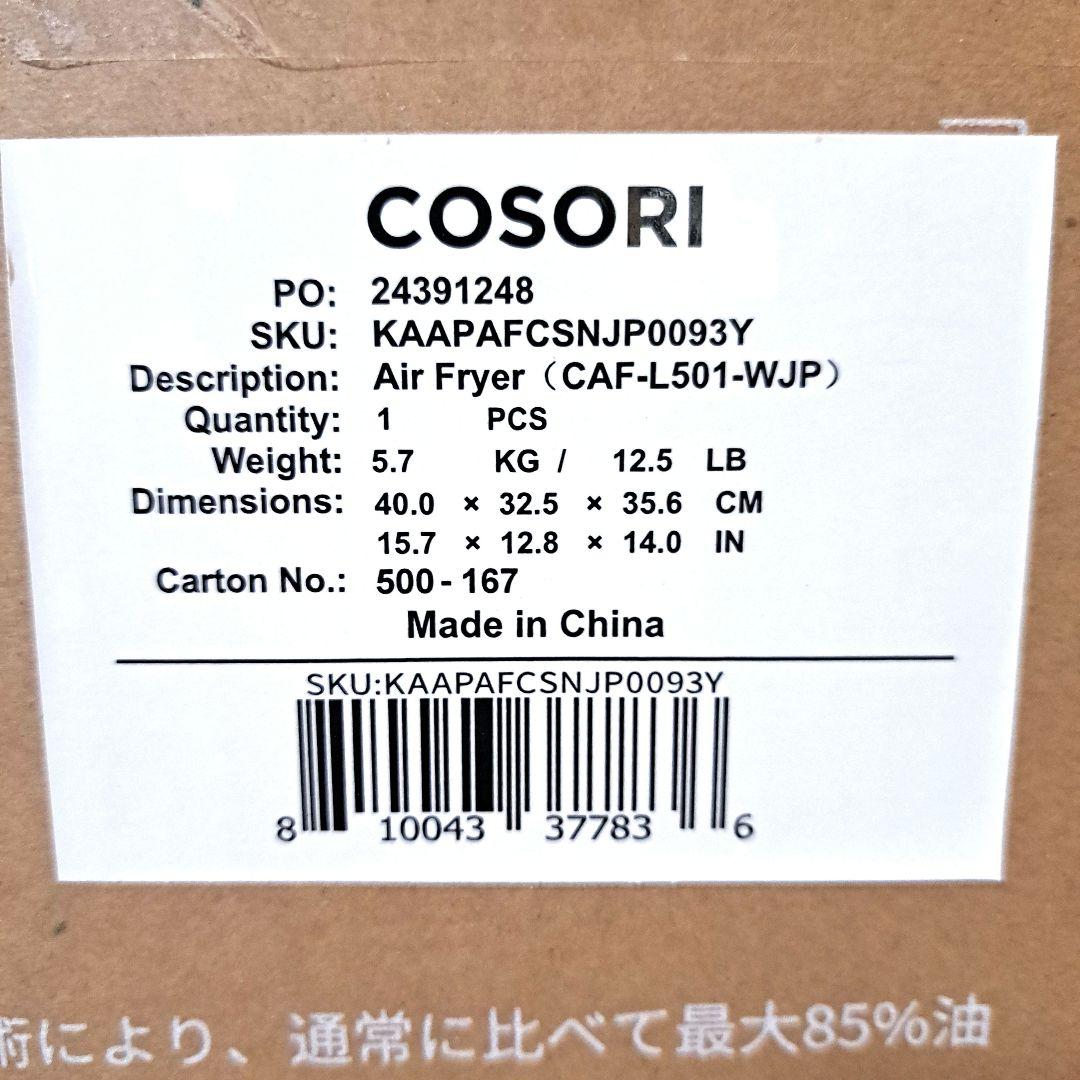 COSORI
PO: 24391248
SKU: KAAPAFCSNJP0093Y
Description: Air Fryer（CAF-L501-WJP）
Quantity: 1 PCS
Weight: 5.7 KG / 12.5 LB
Dimensions: 40.0 × 32.5 × 35.6 CM
15.7 × 12.8 × 14.0 IN
Carton No.: 500 - 167
Made in China
SKU:KAAPAFCSNJP0093Y
8 10043 37783 6
術により、通常に比べて最大85%油